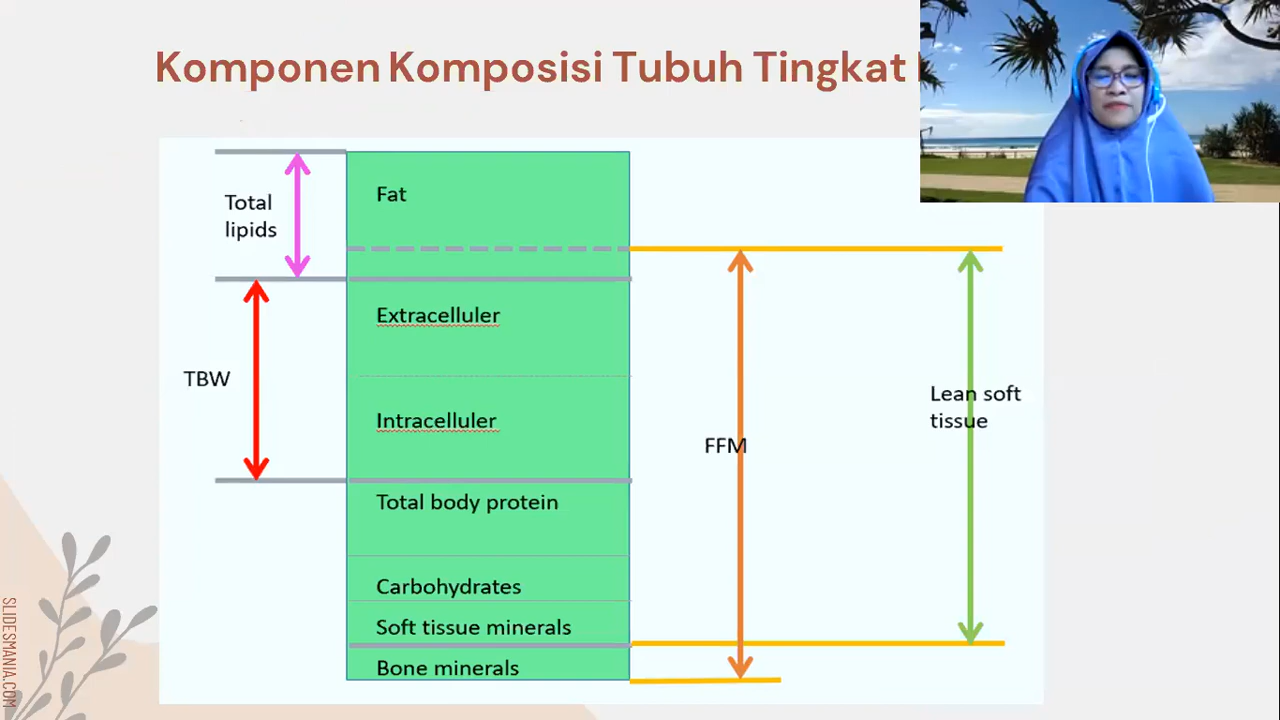 Komponen Komposisi Tubuh Tingkat
Total
lipids
Fat
Extracelluler
TBW
Intracelluler
Lean soft
tissue
FFM
Total body protein
Carbohydrates
Soft tissue minerals
Bone minerals
SLIDESMANIA.COM